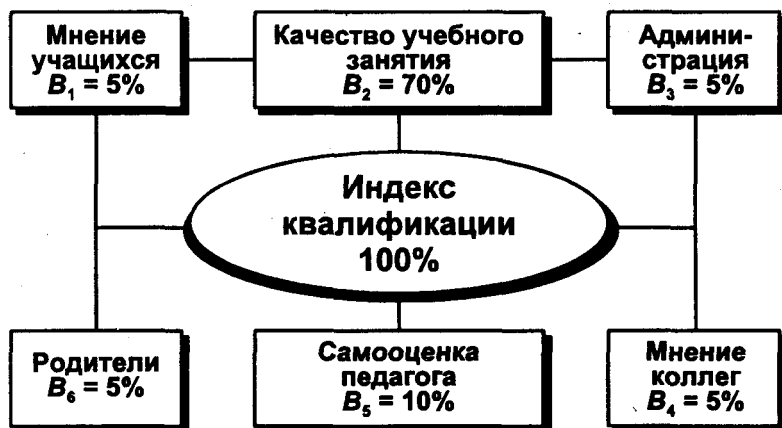 Мнение
учащихся
B₁ = 5%
Качество учебного
занятия
B₂ = 70%
Админи-
страция
B₃ = 5%
Индекс
квалификации
100%
Родители
B₆ = 5%
Самооценка
педагога
B₅ = 10%
Мнение
коллег
B₄ = 5%